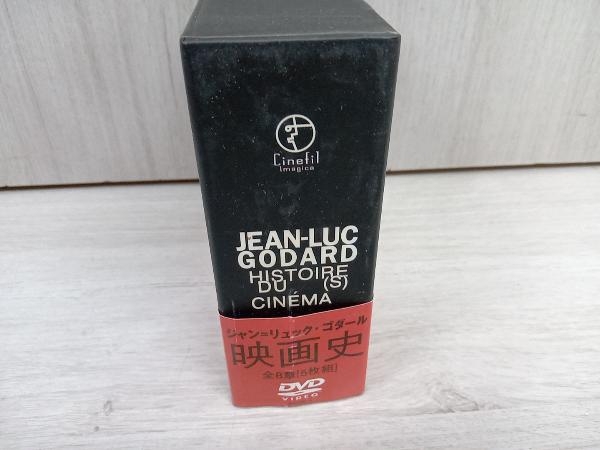 Cinefil
Imagica
JEAN-LUC
GODARD
HISTOIRE
DU (S)
CINÉMA
ジャン=リュック・ゴダール
映画史
全8章[5枚組]
DVD
VIDEO